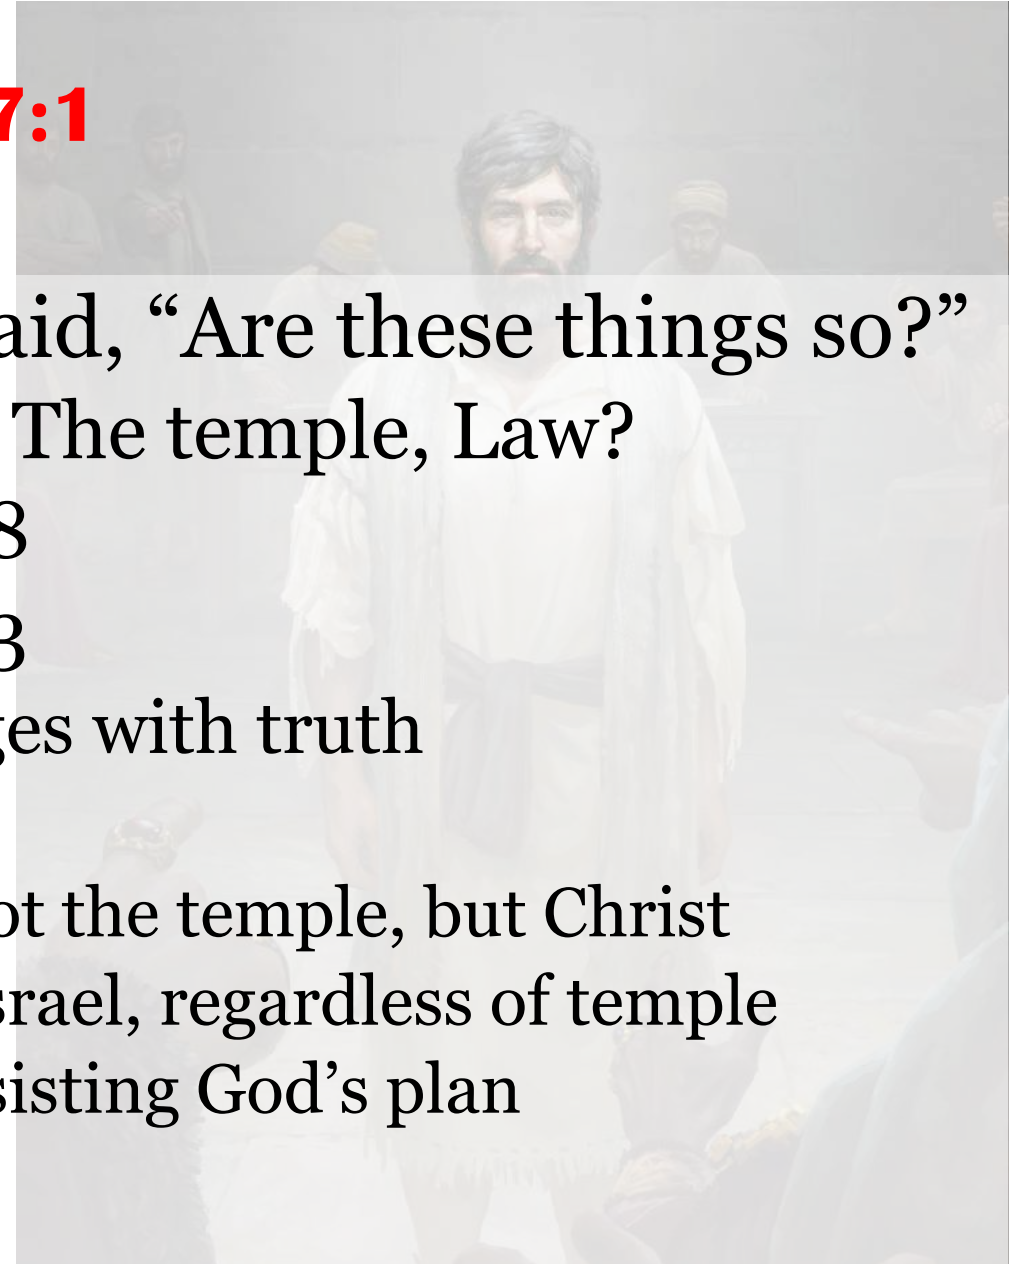 7:1
aid, “Are these things so?”
The temple, Law?
8
3
ges with truth
ot the temple, but Christ
srael, regardless of temple
sisting God’s plan